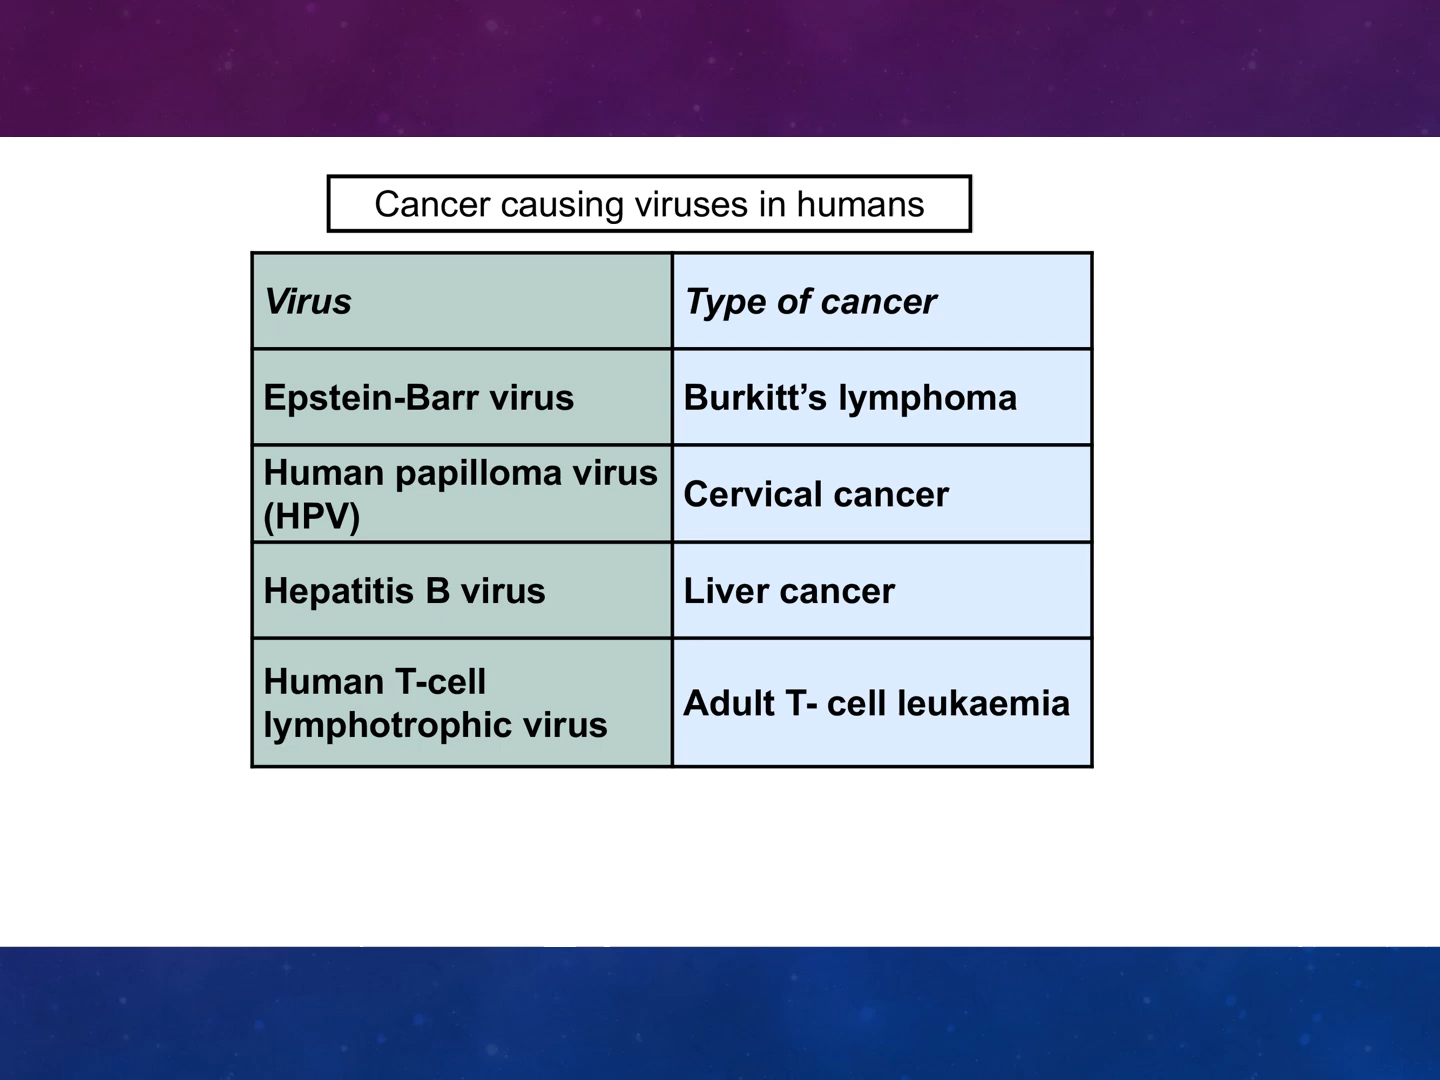 Cancer causing viruses in humans
Virus
Type of cancer
Epstein-Barr virus
Burkitt’s lymphoma
Human papilloma virus
(HPV)
Cervical cancer
Hepatitis B virus
Liver cancer
Human T-cell
lymphotrophic virus
Adult T- cell leukaemia